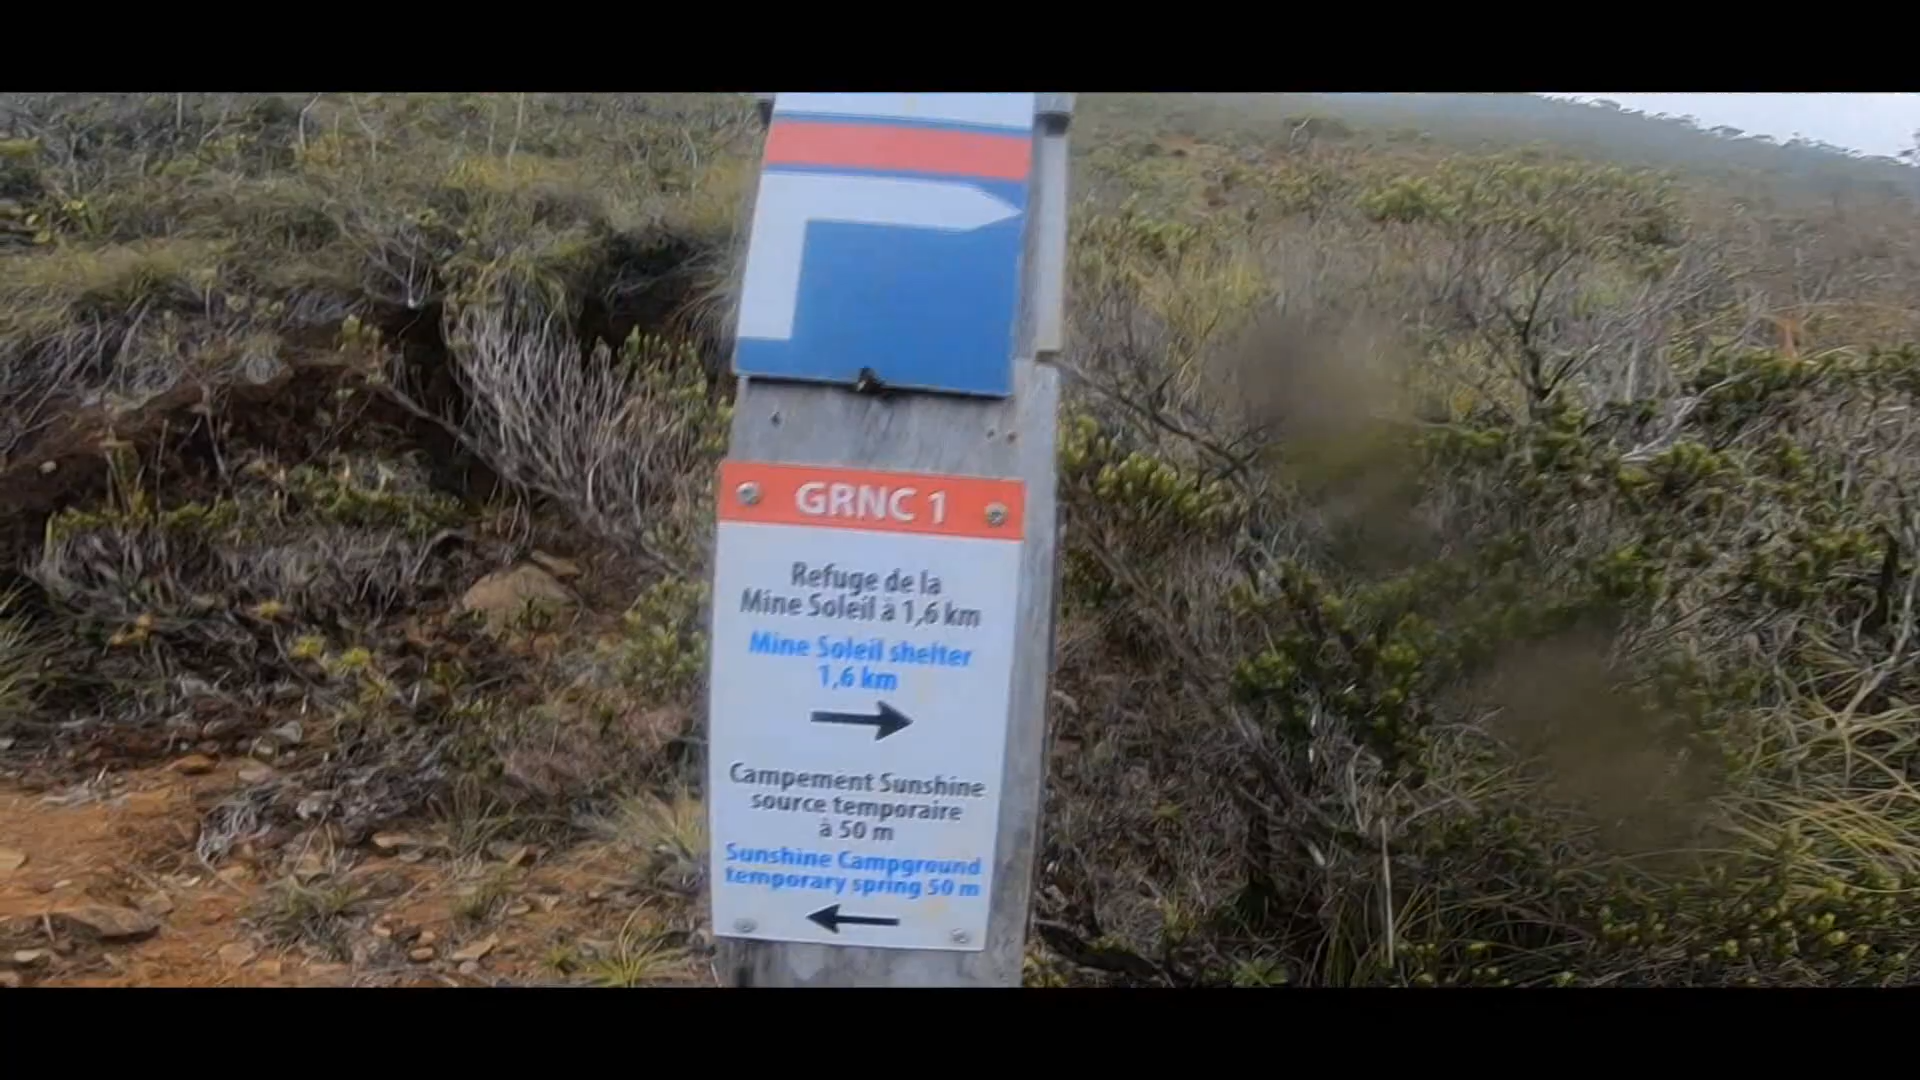 GRNC 1
Refuge de la
Mine Soleil à 1,6 km
Mine Soleil shelter
1,6 km
Campement Sunshine
source temporaire
à 50 m
Sunshine Campground
temporary spring 50 m